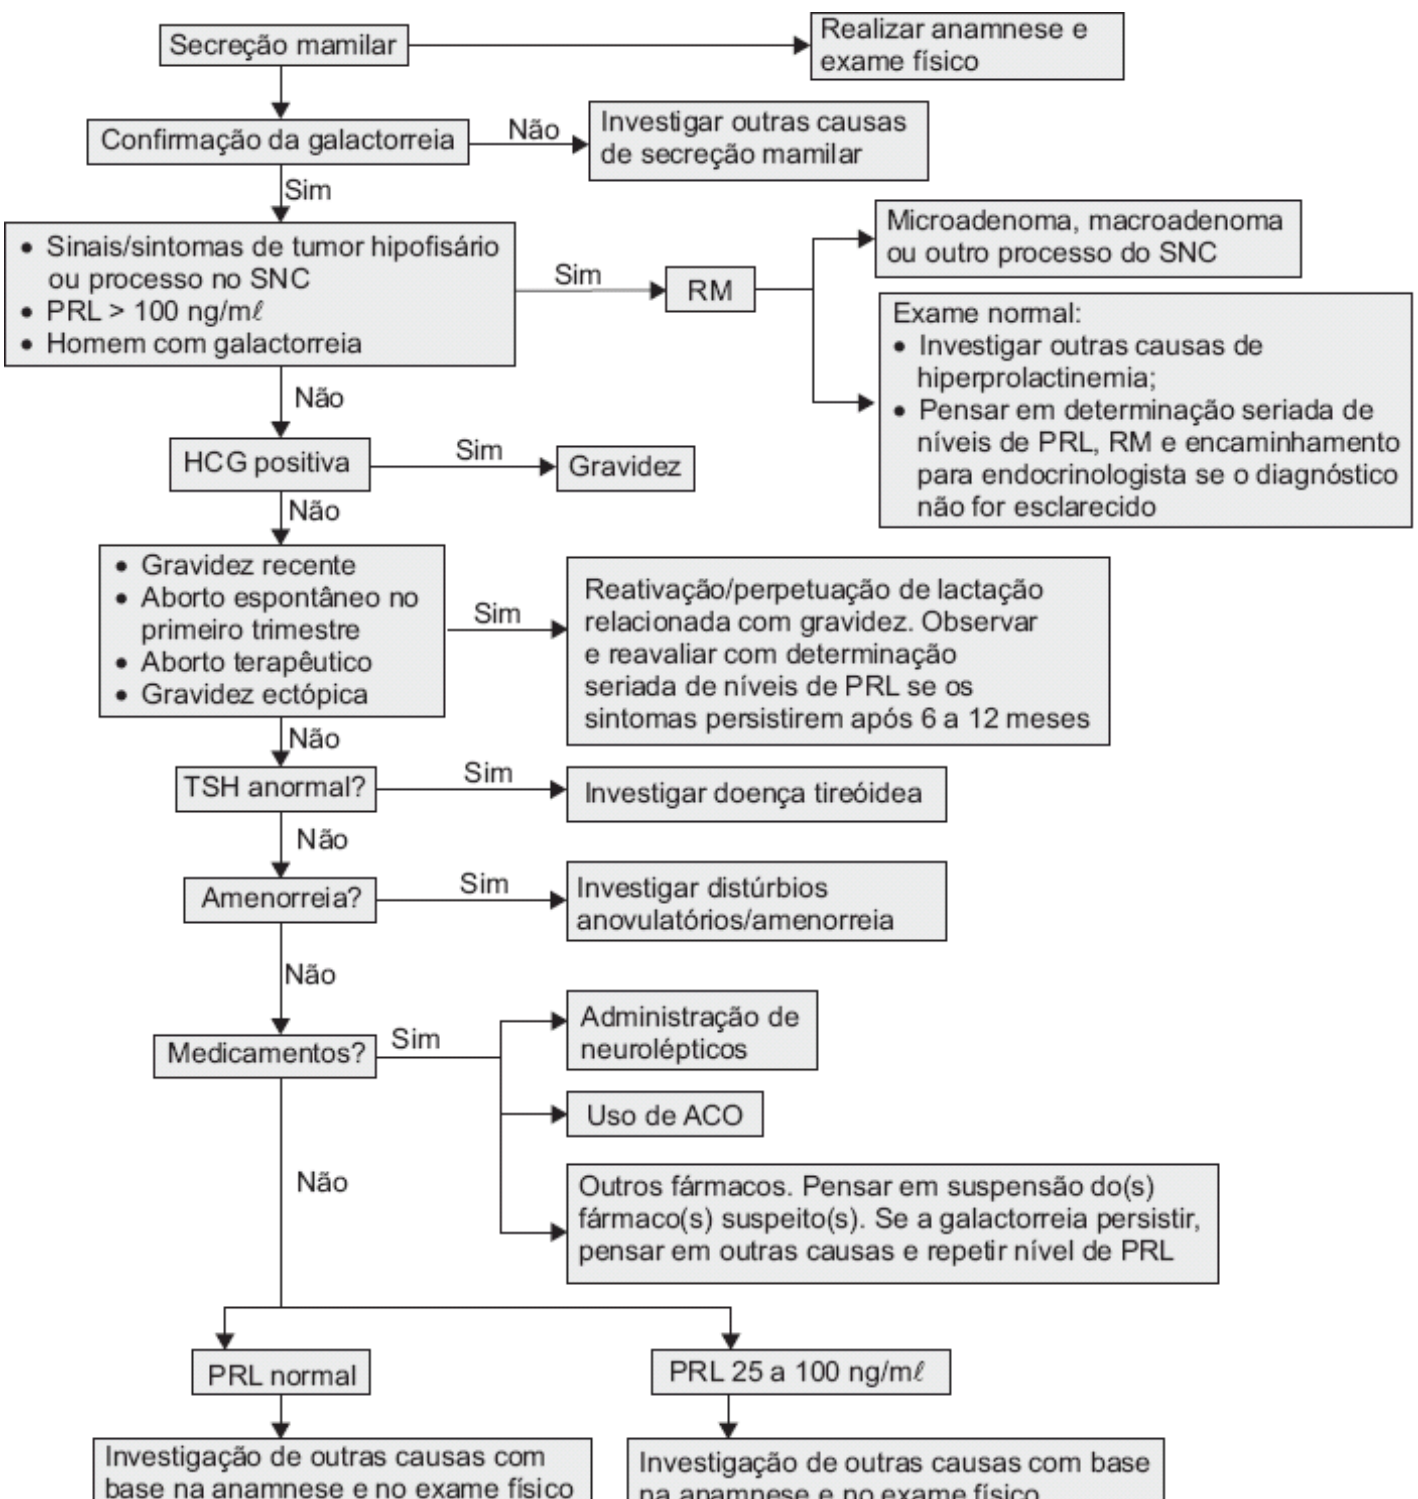 Secreção mamilar
Realizar anamnese e
exame físico
Confirmação da galactorreia
Não
Investigar outras causas
de secreção mamilar
Sim
• Sinais/sintomas de tumor hipofisário
ou processo no SNC
• PRL > 100 ng/mℓ
• Homem com galactorreia
Sim
RM
Microadenoma, macroadenoma
ou outro processo do SNC
Exame normal:
• Investigar outras causas de
hiperprolactinemia;
• Pensar em determinação seriada de
níveis de PRL, RM e encaminhamento
para endocrinologista se o diagnóstico
não for esclarecido
Não
HCG positiva
Sim
Gravidez
Não
• Gravidez recente
• Aborto espontâneo no
primeiro trimestre
• Aborto terapêutico
• Gravidez ectópica
Sim
Reativação/perpetuação de lactação
relacionada com gravidez. Observar
e reavaliar com determinação
seriada de níveis de PRL se os
sintomas persistirem após 6 a 12 meses
Não
TSH anormal?
Sim
Investigar doença tireóidea
Não
Amenorreia?
Sim
Investigar distúrbios
anovulatórios/amenorreia
Não
Medicamentos?
Sim
Administração de
neurolépticos
Uso de ACO
Outros fármacos. Pensar em suspensão do(s)
fármaco(s) suspeito(s). Se a galactorreia persistir,
pensar em outras causas e repetir nível de PRL
Não
PRL normal
PRL 25 a 100 ng/mℓ
Investigação de outras causas com
base na anamnese e no exame físico
Investigação de outras causas com base
na anamnese e no exame físico